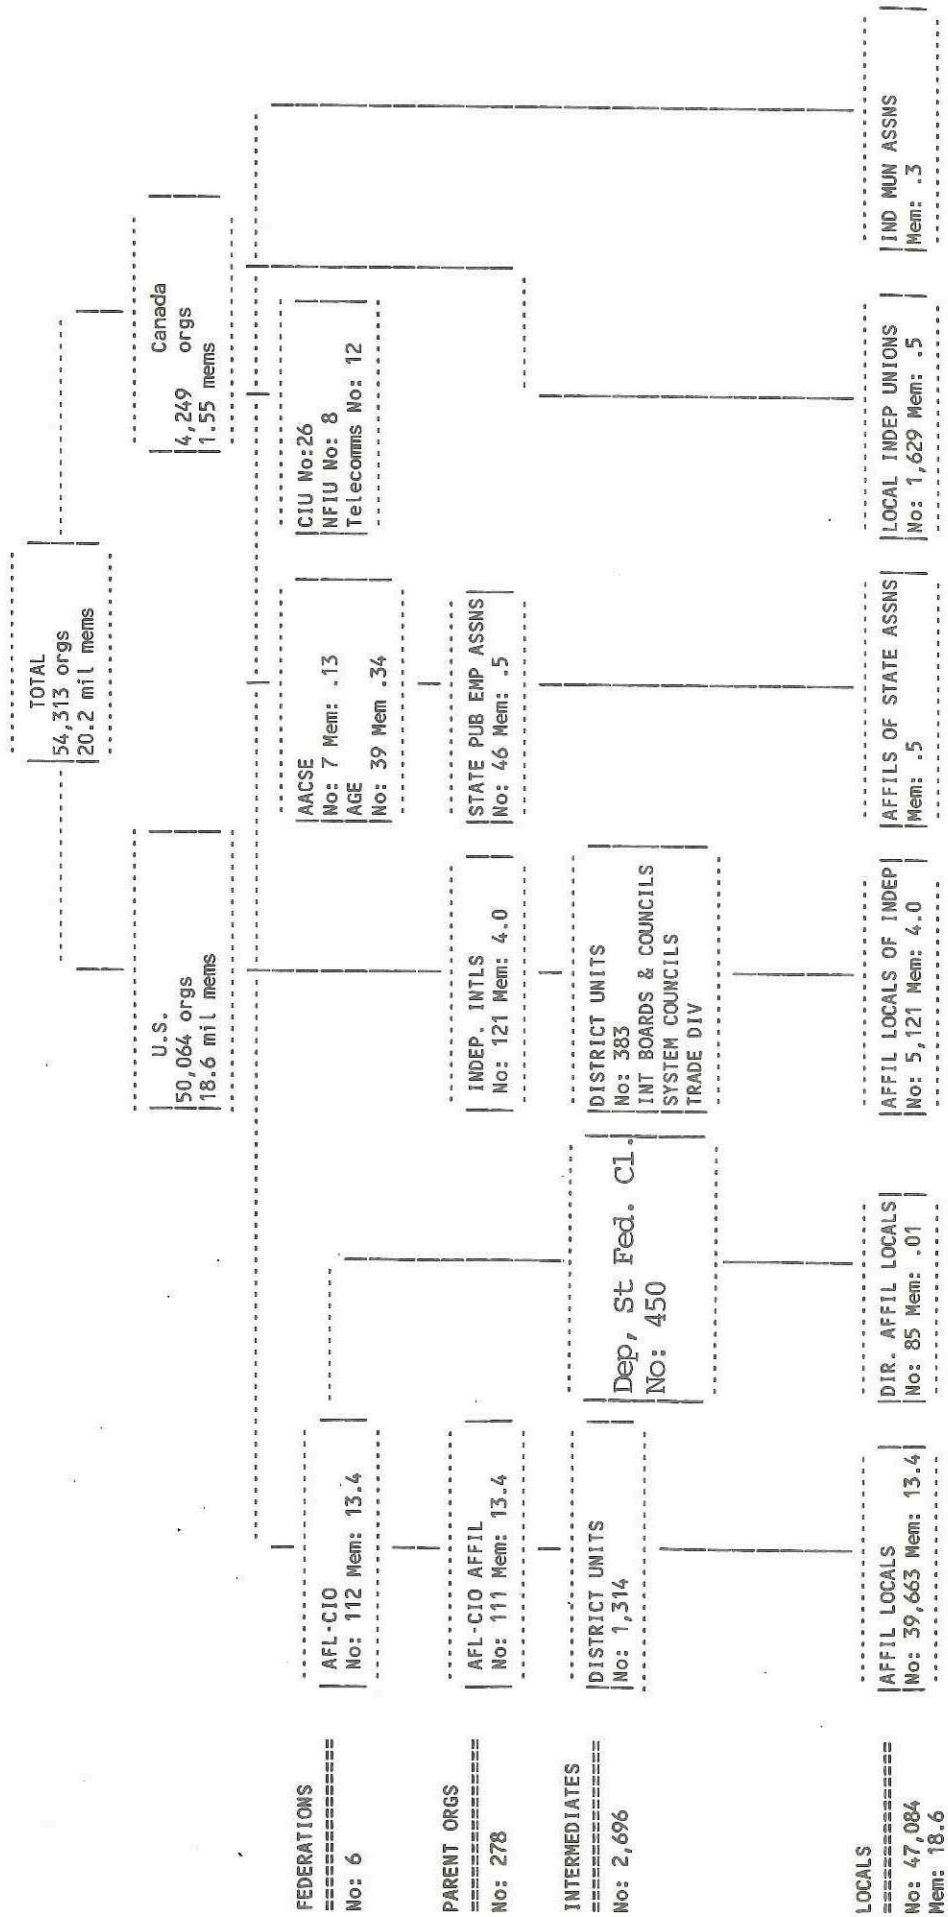 TOTAL
54,313 orgs
20.2 mil mems
U.S.
50,064 orgs
18.6 mil mems
Canada
4,249 orgs
1.55 mems
FEDERATIONS
==============
No: 6
AFL-CIO
No: 112 Mem: 13.4
AACSE
No: 7 Mem: .13
AGE
No: 39 Mem .34
CIU No:26
NFIU No: 8
Telecomms No: 12
PARENT ORGS
==============
No: 278
AFL-CIO AFFIL
No: 111 Mem: 13.4
INDEP. INTLS
No: 121 Mem: 4.0
STATE PUB EMP ASSNS
No: 46 Mem: .5
INTERMEDIATES
==============
No: 2,696
DISTRICT UNITS
No: 1,314
Dep, St Fed. Cl.
No: 450
DISTRICT UNITS
No: 383
INT BOARDS & COUNCILS
SYSTEM COUNCILS
TRADE DIV
LOCALS
==============
No: 47,084
Mem: 18.6
AFFIL LOCALS
No: 39,663 Mem: 13.4
DIR. AFFIL LOCALS
No: 85 Mem: .01
AFFIL LOCALS OF INDEP
No: 5,121 Mem: 4.0
AFFILS OF STATE ASSNS
Mem: .5
LOCAL INDEP UNIONS
No: 1,629 Mem: .5
IND MUN ASSNS
Mem: .3